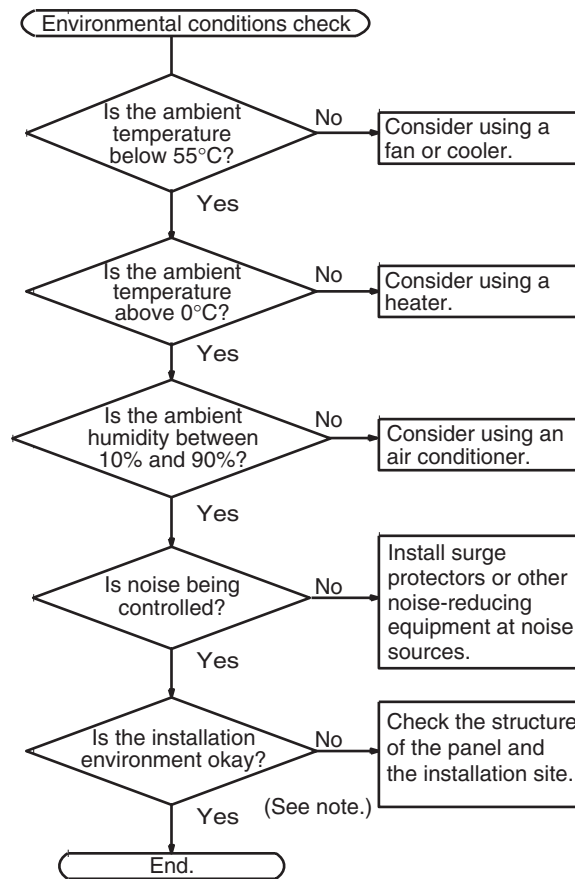 Environmental conditions check
Is the ambient
temperature
below 55°C?
No
Consider using a
fan or cooler.
Yes
Is the ambient
temperature
above 0°C?
No
Consider using a
heater.
Yes
Is the ambient
humidity between
10% and 90%?
No
Consider using an
air conditioner.
Yes
Is noise being
controlled?
No
Install surge
protectors or other
noise-reducing
equipment at noise
sources.
Yes
Is the installation
environment okay?
No
Check the structure
of the panel and
the installation site.
(See note.)
Yes
End.